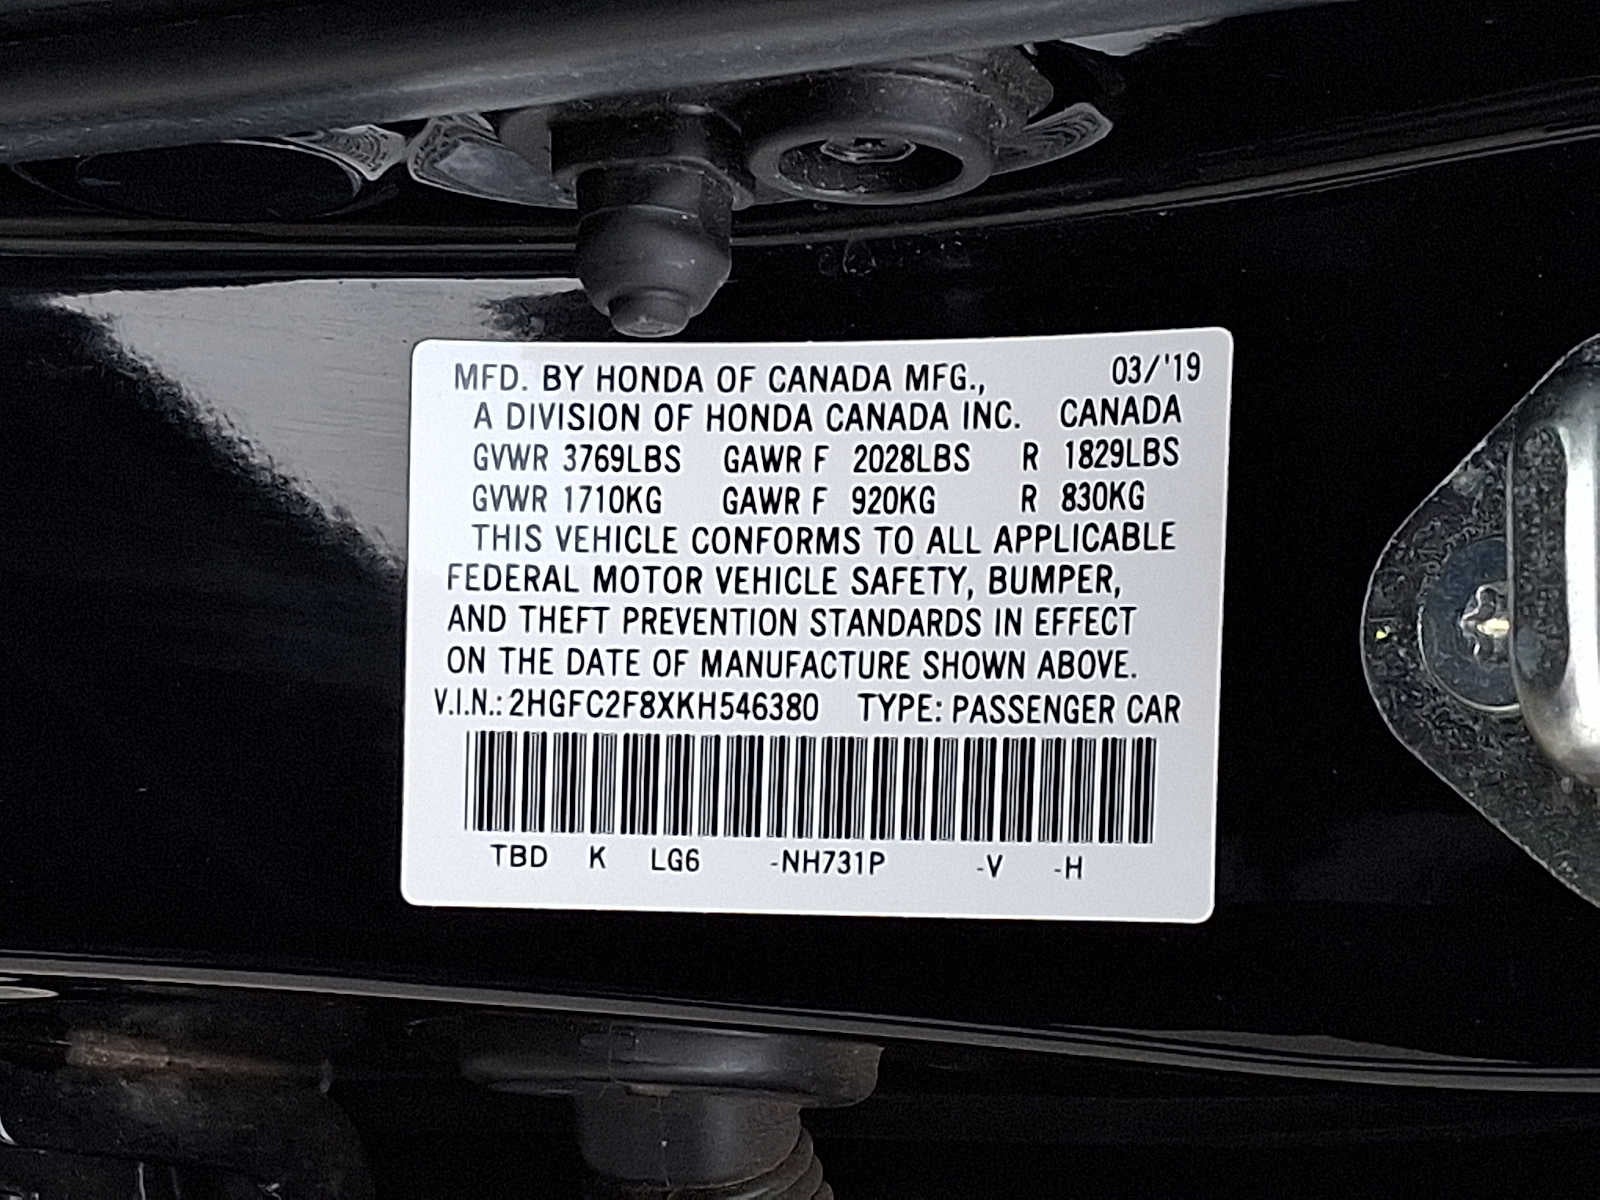 MFD. BY HONDA OF CANADA MFG., 03/'19
A DIVISION OF HONDA CANADA INC. CANADA
GVWR 3769LBS GAWR F 2028LBS R 1829LBS
GVWR 1710KG GAWR F 920KG R 830KG
THIS VEHICLE CONFORMS TO ALL APPLICABLE
FEDERAL MOTOR VEHICLE SAFETY, BUMPER,
AND THEFT PREVENTION STANDARDS IN EFFECT
ON THE DATE OF MANUFACTURE SHOWN ABOVE.
V.I.N.: 2HGFC2F8XKH546380 TYPE: PASSENGER CAR
TBD K LG6 -NH731P -V -H